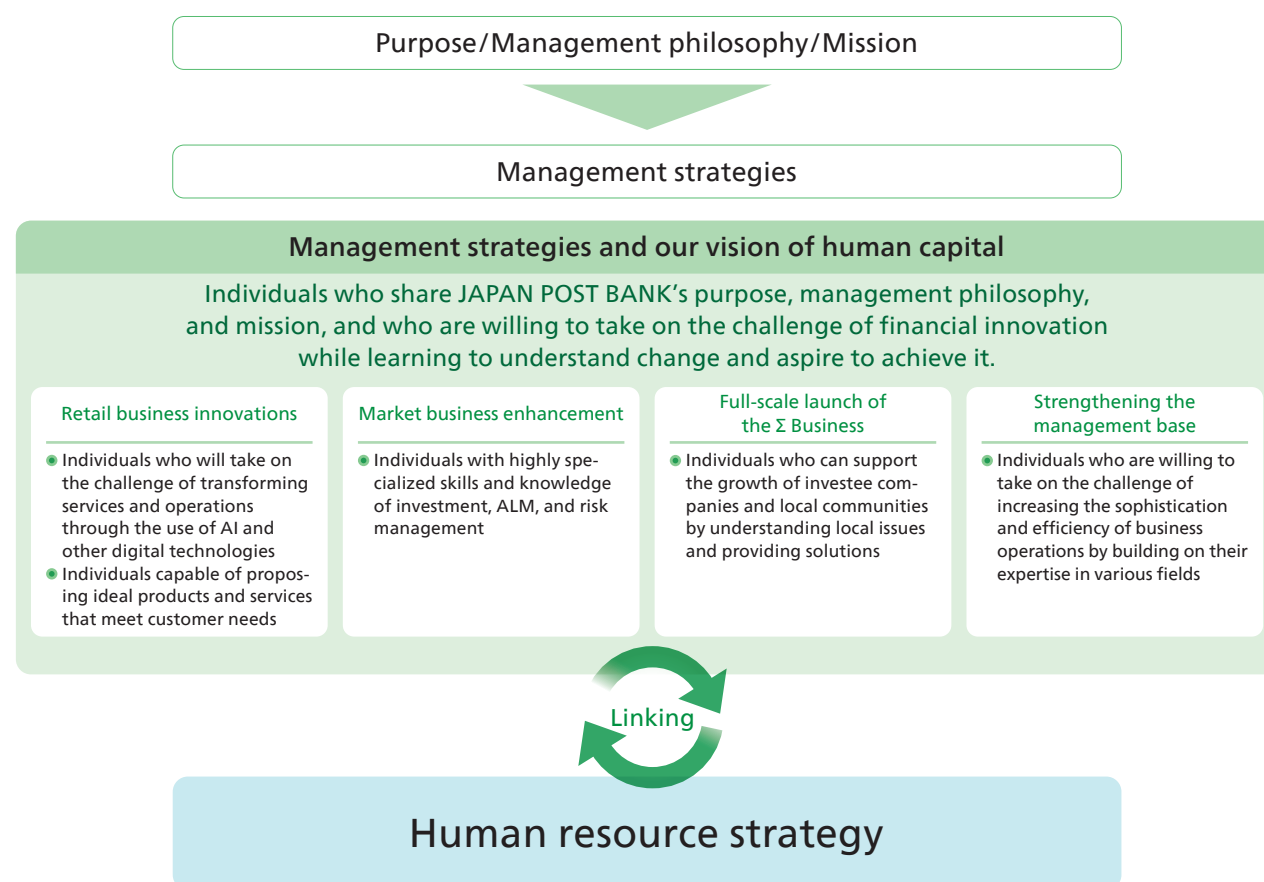 Purpose/Management philosophy/Mission
Management strategies
Management strategies and our vision of human capital
Individuals who share JAPAN POST BANK's purpose, management philosophy,
and mission, and who are willing to take on the challenge of financial innovation
while learning to understand change and aspire to achieve it.
Retail business innovations
Individuals who will take on
the challenge of transforming
services and operations
through the use of AI and
other digital technologies
Individuals capable of propos-
ing ideal products and services
that meet customer needs
Market business enhancement
Individuals with highly spe-
cialized skills and knowledge
of investment, ALM, and risk
management
Full-scale launch of
the Σ Business
Individuals who can support
the growth of investee com-
panies and local communities
by understanding local issues
and providing solutions
Strengthening the
management base
Individuals who are willing to
take on the challenge of
increasing the sophistication
and efficiency of business
operations by building on their
expertise in various fields
Linking
Human resource strategy